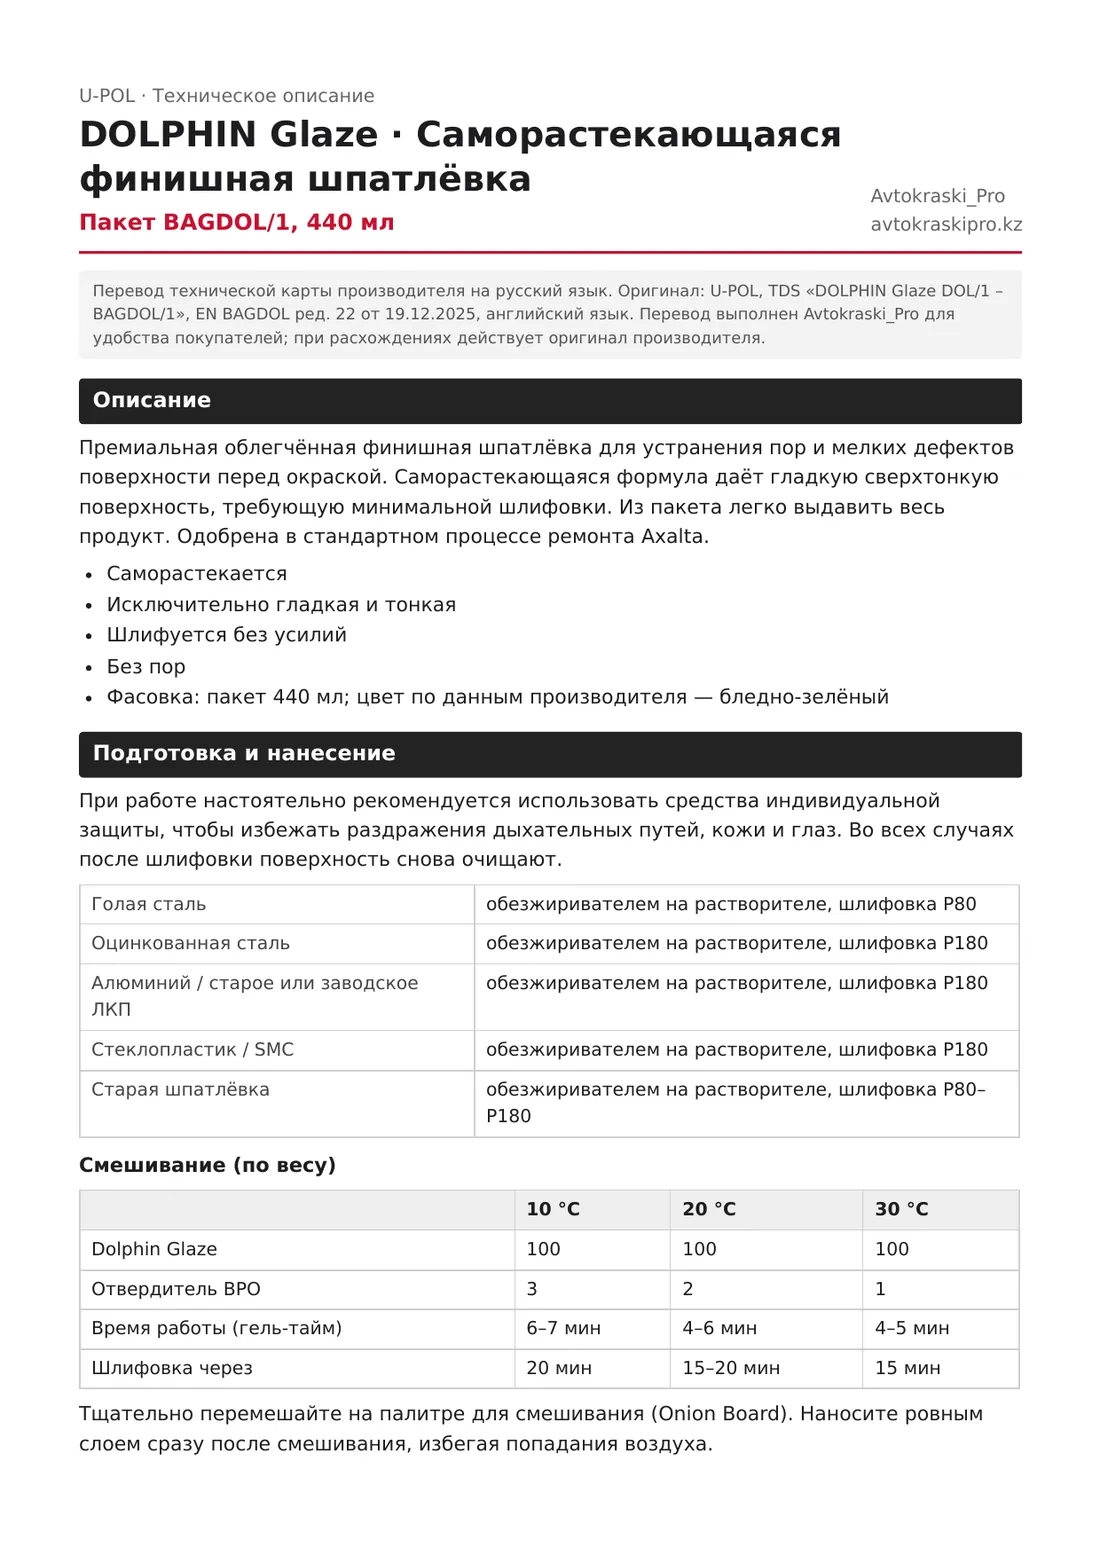 U-POL · Техническое описание
DOLPHIN Glaze · Саморастекающаяся
финишная шпатлёвка
Пакет BAGDOL/1, 440 мл
Avtokraski_Pro
avtokraskipro.kz
Перевод технической карты производителя на русский язык. Оригинал: U-POL, TDS «DOLPHIN Glaze DOL/1 –
BAGDOL/1», EN BAGDOL ред. 22 от 19.12.2025, английский язык. Перевод выполнен Avtokraski_Pro для
удобства покупателей; при расхождениях действует оригинал производителя.
Описание
Премиальная облегчённая финишная шпатлёвка для устранения пор и мелких дефектов
поверхности перед окраской. Саморастекающаяся формула даёт гладкую сверхтонкую
поверхность, требующую минимальной шлифовки. Из пакета легко выдавить весь
продукт. Одобрена в стандартном процессе ремонта Axalta.
• Саморастекается
• Исключительно гладкая и тонкая
• Шлифуется без усилий
• Без пор
• Фасовка: пакет 440 мл; цвет по данным производителя — бледно-зелёный
Подготовка и нанесение
При работе настоятельно рекомендуется использовать средства индивидуальной
защиты, чтобы избежать раздражения дыхательных путей, кожи и глаз. Во всех случаях
после шлифовки поверхность снова очищают.
Голая сталь обезжиривателем на растворителе, шлифовка P80
Оцинкованная сталь обезжиривателем на растворителе, шлифовка P180
Алюминий / старое или заводское обезжиривателем на растворителе, шлифовка P180
ЛКП
Стеклопластик / SMC обезжиривателем на растворителе, шлифовка P180
Старая шпатлёвка обезжиривателем на растворителе, шлифовка P80–
P180
Смешивание (по весу)
10 °C 20 °C 30 °C
Dolphin Glaze 100 100 100
Отвердитель BPO 3 2 1
Время работы (гель-тайм) 6–7 мин 4–6 мин 4–5 мин
Шлифовка через 20 мин 15–20 мин 15 мин
Тщательно перемешайте на палитре для смешивания (Onion Board). Наносите ровным
слоем сразу после смешивания, избегая попадания воздуха.